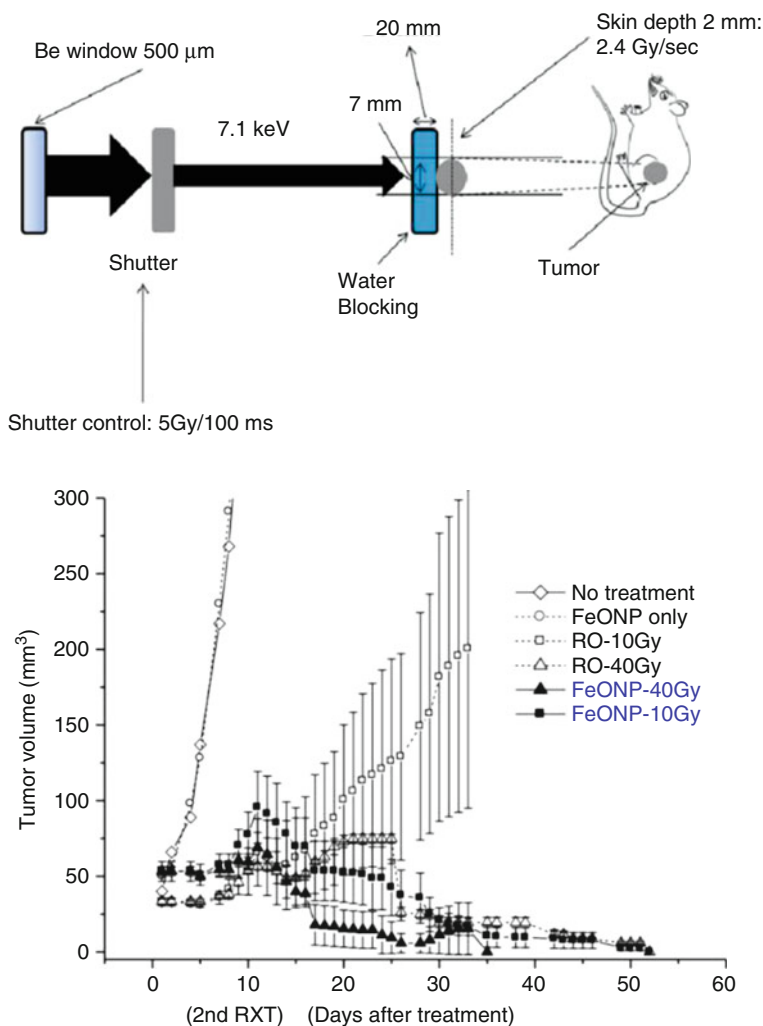 20 mm
Skin depth 2 mm:
2.4 Gy/sec
Be window 500 µm
7 mm
7.1 keV
Shutter
Water
Blocking
Tumor
Shutter control: 5Gy/100 ms
300
250
200
150
100
50
0
Tumor volume (mm³)
No treatment
FeONP only
RO-10Gy
RO-40Gy
FeONP-40Gy
FeONP-10Gy
0 10 20 30 40 50 60
(2nd RXT) (Days after treatment)